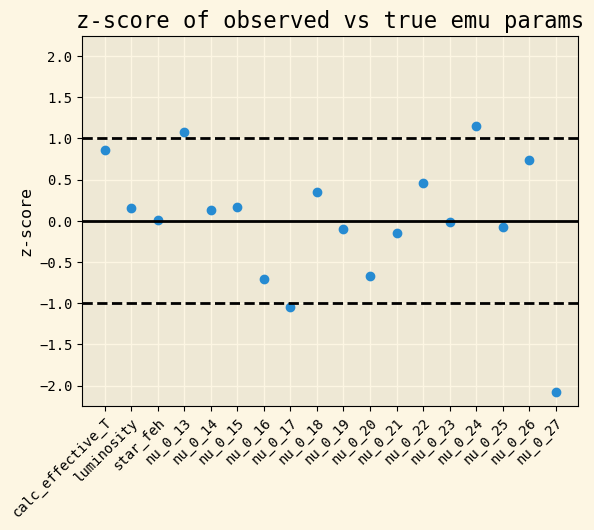 z-score of observed vs true emu params
z-score
2.0
1.5
1.0
0.5
0.0
−0.5
−1.0
−1.5
−2.0
calc_effective_T
luminosity
star_feh
nu_0_13
nu_0_14
nu_0_15
nu_0_16
nu_0_17
nu_0_18
nu_0_19
nu_0_20
nu_0_21
nu_0_22
nu_0_23
nu_0_24
nu_0_25
nu_0_26
nu_0_27